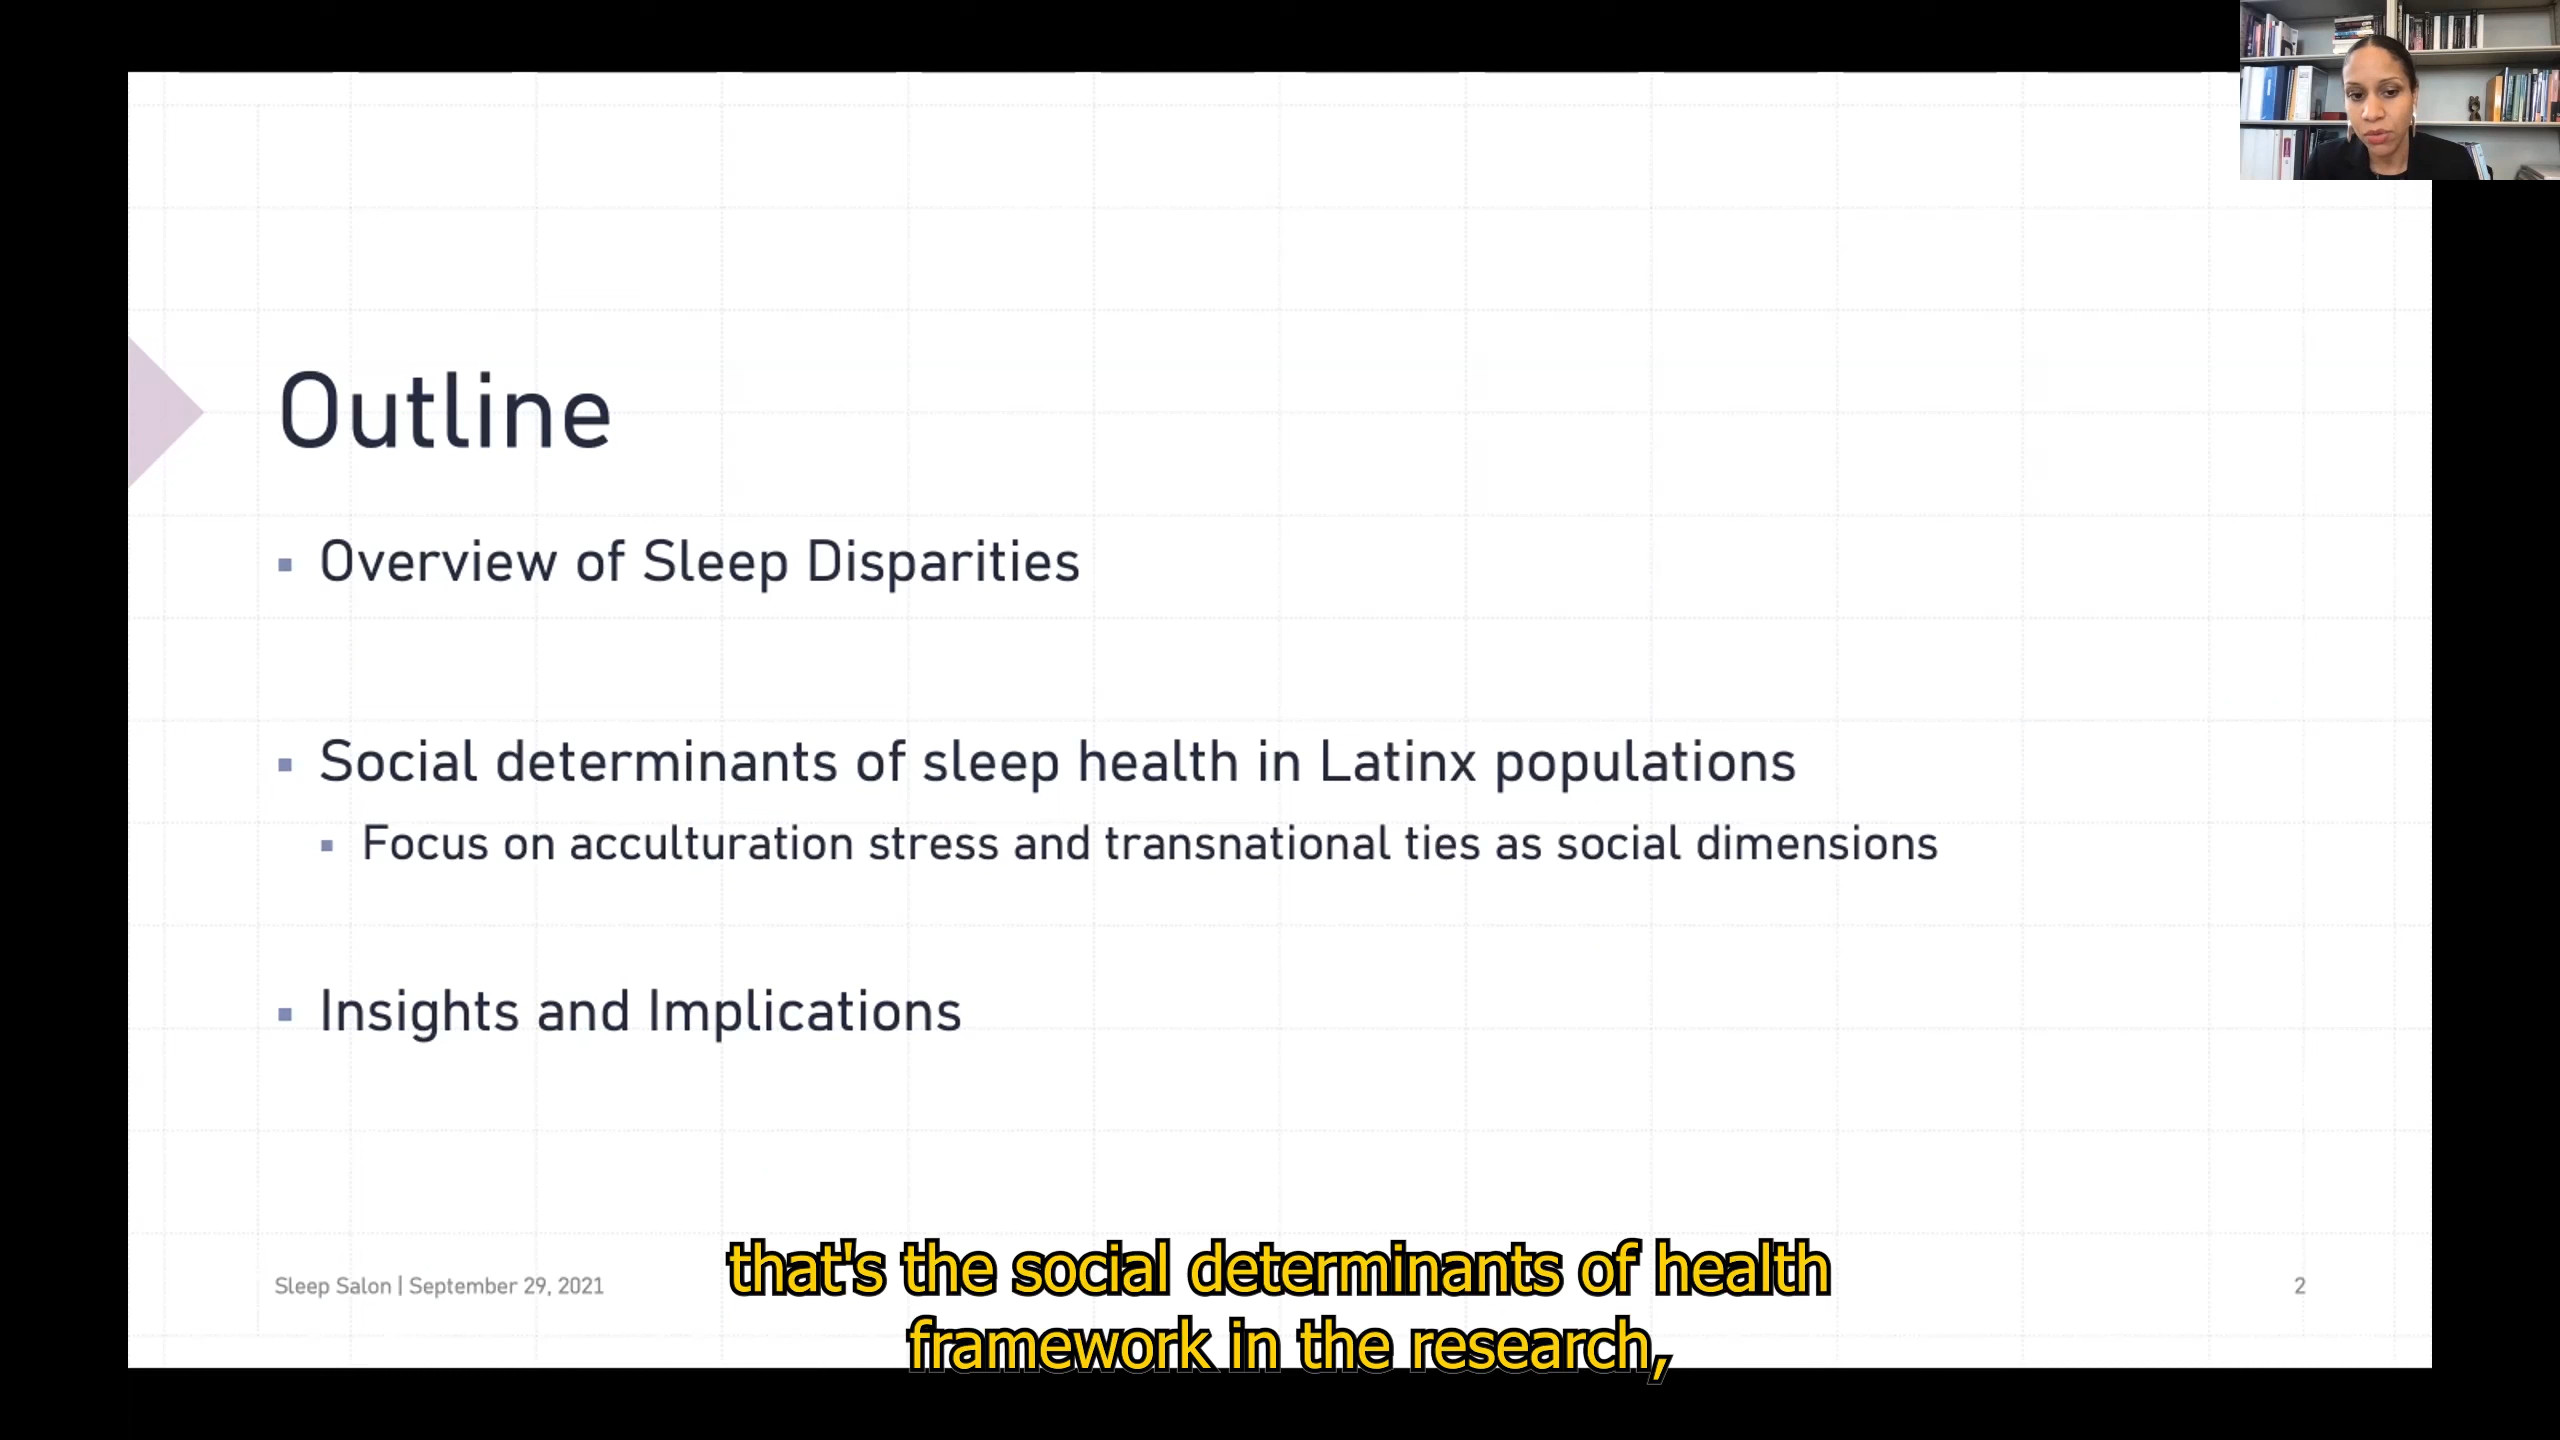 Outline
Overview of Sleep Disparities
Social determinants of sleep health in Latinx populations
Focus on acculturation stress and transnational ties as social dimensions
Insights and Implications
Sleep Salon | September 29, 2021
2
that's the social determinants of health
framework in the research,